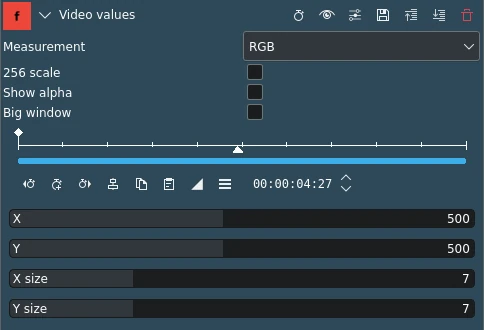 f Video values
Measurement RGB
256 scale
Show alpha
Big window
00:00:04:27
X 500
Y 500
X size 7
Y size 7